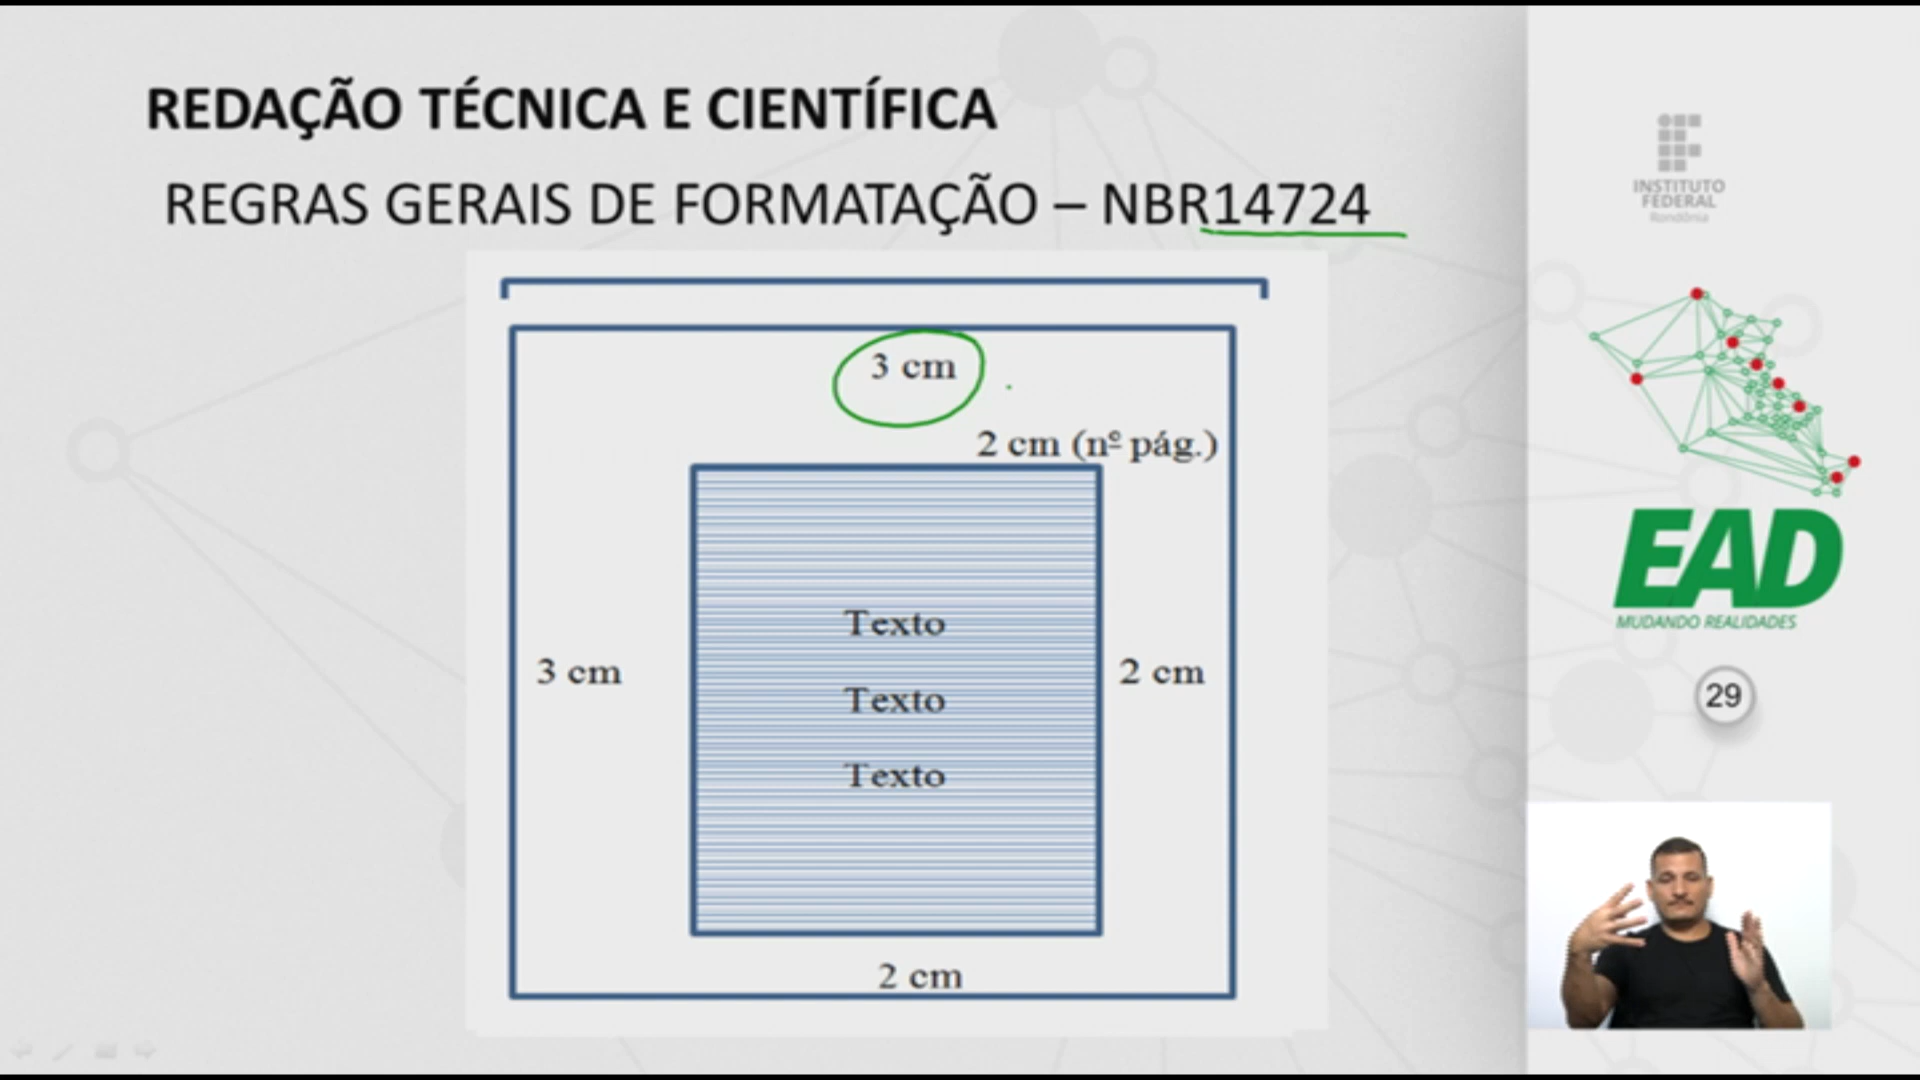 REDAÇÃO TÉCNICA E CIENTÍFICA
REGRAS GERAIS DE FORMATAÇÃO – NBR14724
3 cm
2 cm (nº pág.)
Texto
3 cm
2 cm
Texto
Texto
2 cm
INSTITUTO
FEDERAL
Rondônia
EAD
MUDANDO REALIDADES
29